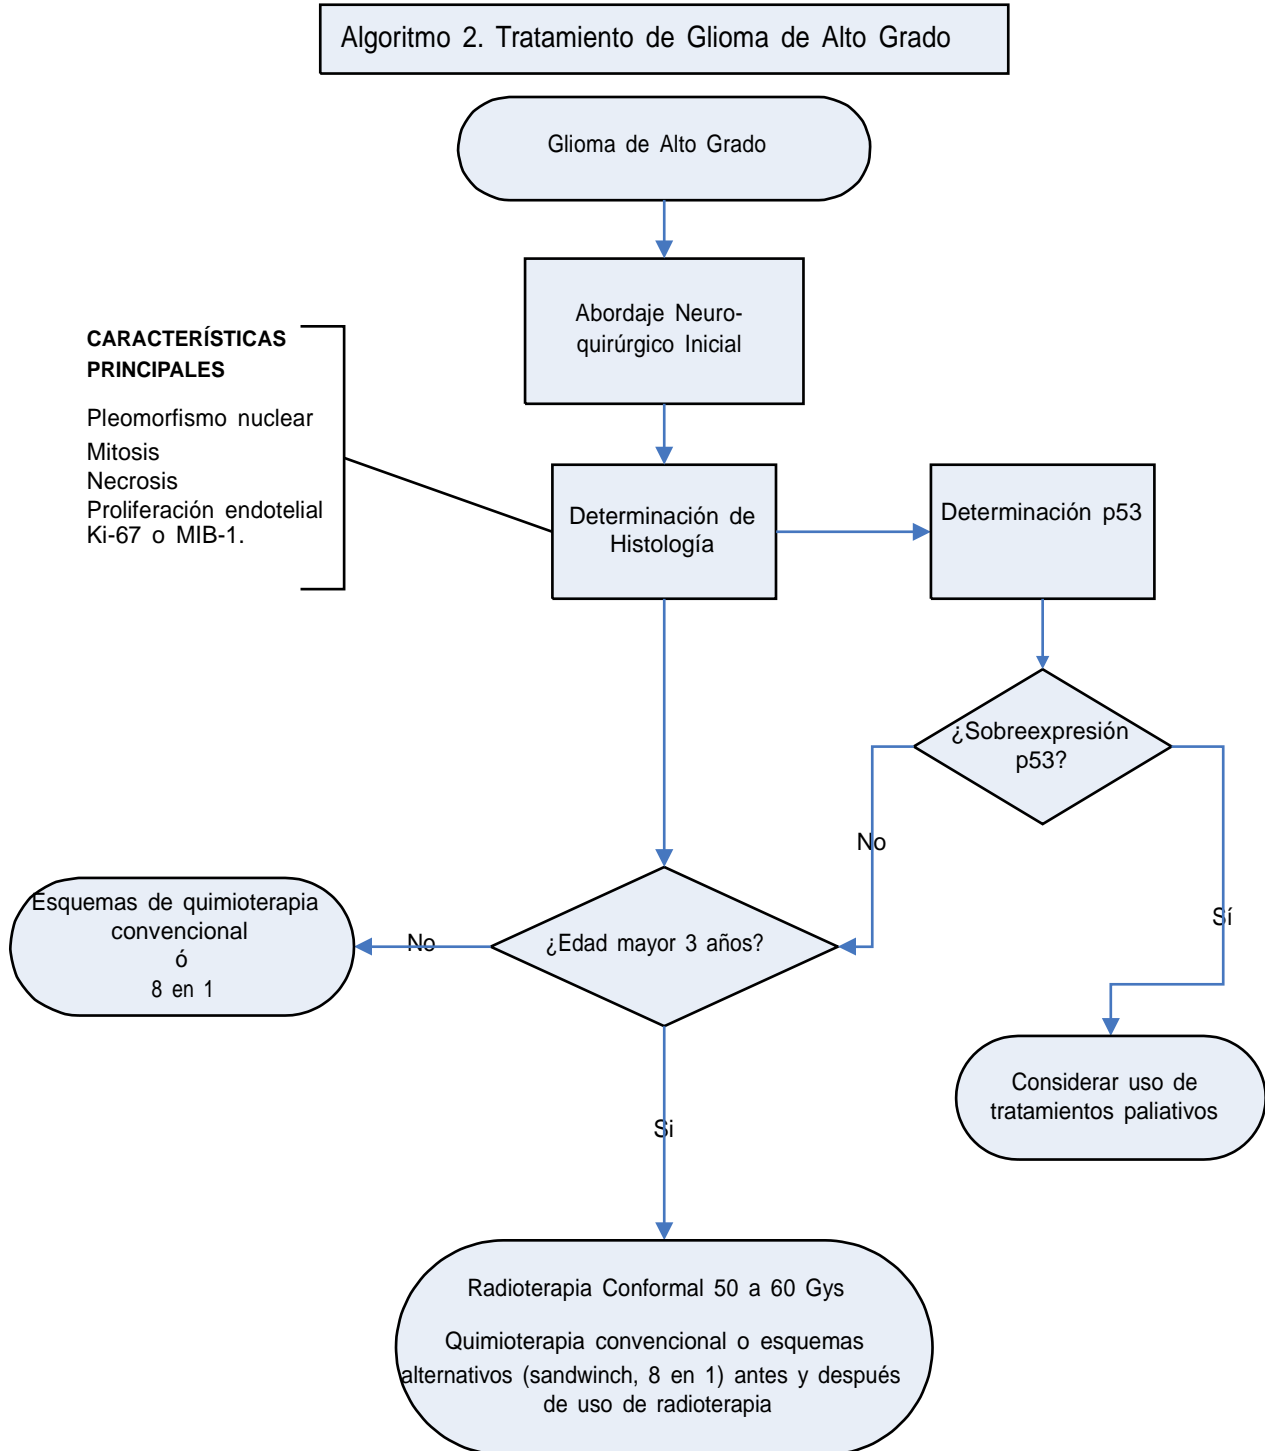 Algoritmo 2. Tratamiento de Glioma de Alto Grado
Glioma de Alto Grado
Abordaje Neuro-
quirúrgico Inicial
CARACTERÍSTICAS
PRINCIPALES
Pleomorfismo nuclear
Mitosis
Necrosis
Proliferación endotelial
Ki-67 o MIB-1.
Determinación de
Histología
Determinación p53
¿Sobreexpresión
p53?
No
Sí
¿Edad mayor 3 años?
No
Esquemas de quimioterapia
convencional
ó
8 en 1
Considerar uso de
tratamientos paliativos
Si
Radioterapia Conformal 50 a 60 Gys
Quimioterapia convencional o esquemas
alternativos (sandwinch, 8 en 1) antes y después
de uso de radioterapia